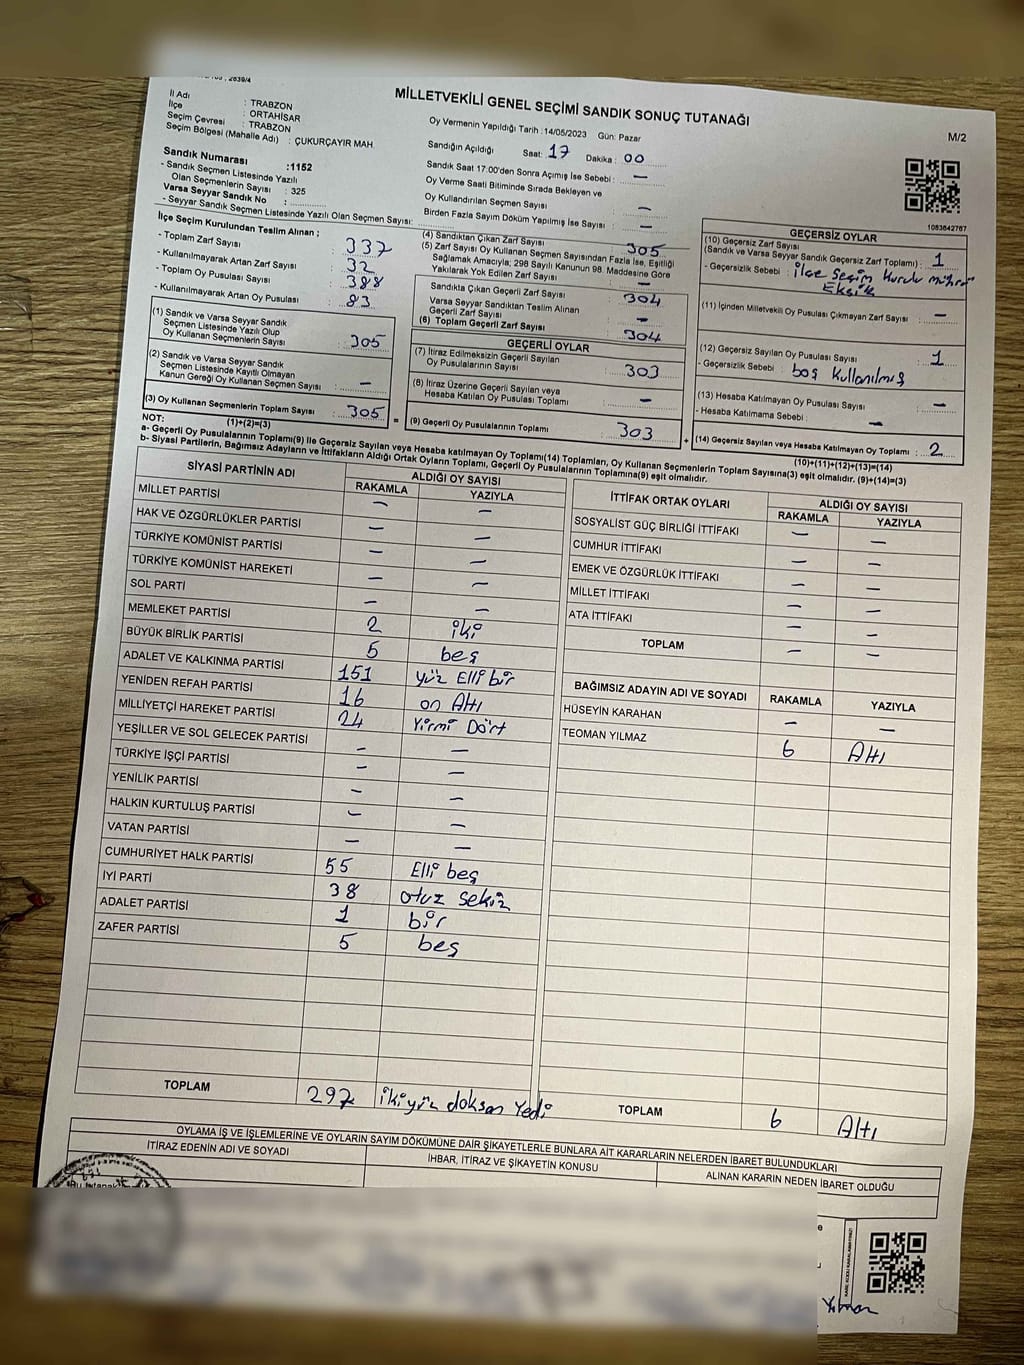 MİLLETVEKİLİ GENEL SEÇİMİ SANDIK SONUÇ TUTANAĞI
M/2
İl Adı : TRABZON
İlçe : ORTAHİSAR
Seçim Çevresi : TRABZON
Seçim Bölgesi (Mahalle Adı) : ÇUKURÇAYIR MAH.
Sandık Numarası :1152
- Sandık Seçmen Listesinde Yazılı
Olan Seçmenlerin Sayısı : 325
Varsa Seyyar Sandık No :
- Seyyar Sandık Seçmen Listesinde Yazılı Olan Seçmen Sayısı:
Oy Vermenin Yapıldığı Tarih :14/05/2023 Gün: Pazar
Sandığın Açıldığı Saat: 17 Dakika : 00
Sandık Saat 17:00'den Sonra Açımış İse Sebebi : —
Oy Verme Saati Bitiminde Sırada Bekleyen ve
Oy Kullandırılan Seçmen Sayısı : —
Birden Fazla Sayım Döküm Yapılmış İse Sayısı : —
1083642767
İlçe Seçim Kurulundan Teslim Alınan ;
- Toplam Zarf Sayısı : 337
- Kullanılmayarak Artan Zarf Sayısı : 32
- Toplam Oy Pusulası Sayısı : 388
- Kullanılmayarak Artan Oy Pusulası : 83
(1) Sandık ve Varsa Seyyar Sandık
Seçmen Listesinde Yazılı Olup
Oy Kullanan Seçmenlerin Sayısı : 305
(2) Sandık ve Varsa Seyyar Sandık
Seçmen Listesinde Kayıtlı Olmayan
Kanun Gereği Oy Kullanan Seçmen Sayısı : —
(3) Oy Kullanan Seçmenlerin Toplam Sayısı : 305
(1)+(2)=(3)
(4) Sandıktan Çıkan Zarf Sayısı : 305
(5) Zarf Sayısı Oy Kullanan Seçmen Sayısından Fazla İse, Eşitliği
Sağlamak Amacıyla; 298 Sayılı Kanunun 98. Maddesine Göre
Yakılarak Yok Edilen Zarf Sayısı : —
Sandıkta Çıkan Geçerli Zarf Sayısı : 304
Varsa Seyyar Sandıktan Teslim Alınan
Geçerli Zarf Sayısı : —
(6) Toplam Geçerli Zarf Sayısı : 304
GEÇERLİ OYLAR
(7) İtiraz Edilmeksizin Geçerli Sayılan
Oy Pusulalarının Sayısı : 303
(8) İtiraz Üzerine Geçerli Sayılan veya
Hesaba Katılan Oy Pusulası Toplamı : —
= (9) Geçerli Oy Pusulalarının Toplamı : 303
GEÇERSİZ OYLAR
(10) Geçersiz Zarf Sayısı
(Sandık ve Varsa Seyyar Sandık Geçersiz Zarf Toplamı) : 1
- Geçersizlik Sebebi : ilçe Seçim Kurulu mührü
Eksik
(11) İçinden Milletvekili Oy Pusulası Çıkmayan Zarf Sayısı : —
(12) Geçersiz Sayılan Oy Pusulası Sayısı : 1
- Geçersizlik Sebebi : boş kullanılmış
(13) Hesaba Katılmayan Oy Pusulası Sayısı : —
- Hesaba Katılmama Sebebi : —
+ (14) Geçersiz Sayılan veya Hesaba Katılmayan Oy Toplamı : 2
(10)+(11)+(12)+(13)=(14)
NOT:
a- Geçerli Oy Pusulalarının Toplamı(9) ile Geçersiz Sayılan veya Hesaba katılmayan Oy Toplamı(14) Toplamları, Oy Kullanan Seçmenlerin Toplam Sayısına(3) eşit olmalıdır. (9)+(14)=(3)
b- Siyasi Partilerin, Bağımsız Adayların ve İttifakların Aldığı Ortak Oyların Toplamı, Geçerli Oy Pusulalarının Toplamına(9) eşit olmalıdır.
SİYASİ PARTİNİN ADI ALDIĞI OY SAYISI
RAKAMLA YAZIYLA
MİLLET PARTİSİ — —
HAK VE ÖZGÜRLÜKLER PARTİSİ — —
TÜRKİYE KOMÜNİST PARTİSİ — —
TÜRKİYE KOMÜNİST HAREKETİ — —
SOL PARTİ — —
MEMLEKET PARTİSİ 2 iki
BÜYÜK BİRLİK PARTİSİ 5 beş
ADALET VE KALKINMA PARTİSİ 151 yüz Elli bir
YENİDEN REFAH PARTİSİ 16 on Altı
MİLLİYETÇİ HAREKET PARTİSİ 24 Yirmi Dört
YEŞİLLER VE SOL GELECEK PARTİSİ — —
TÜRKİYE İŞÇİ PARTİSİ — —
YENİLİK PARTİSİ — —
HALKIN KURTULUŞ PARTİSİ — —
VATAN PARTİSİ — —
CUMHURİYET HALK PARTİSİ 55 Elli beş
İYİ PARTİ 38 otuz sekiz
ADALET PARTİSİ 1 bir
ZAFER PARTİSİ 5 beş
TOPLAM 297 ikiyüz doksan Yedi
İTTİFAK ORTAK OYLARI ALDIĞI OY SAYISI
RAKAMLA YAZIYLA
SOSYALİST GÜÇ BİRLİĞİ İTTİFAKI — —
CUMHUR İTTİFAKI — —
EMEK VE ÖZGÜRLÜK İTTİFAKI — —
MİLLET İTTİFAKI — —
ATA İTTİFAKI — —
TOPLAM — —
BAĞIMSIZ ADAYIN ADI VE SOYADI RAKAMLA YAZIYLA
HÜSEYİN KARAHAN — —
TEOMAN YILMAZ 6 Altı
TOPLAM 6 Altı
OYLAMA İŞ VE İŞLEMLERİNE VE OYLARIN SAYIM DÖKÜMÜNE DAİR ŞİKAYETLERLE BUNLARA AİT KARARLARIN NELERDEN İBARET BULUNDUKLARI
İTİRAZ EDENİN ADI VE SOYADI İHBAR, İTİRAZ VE ŞİKAYETİN KONUSU ALINAN KARARIN NEDEN İBARET OLDUĞU